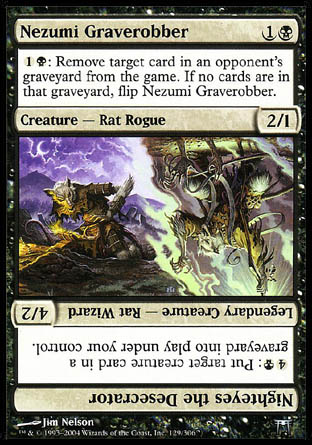 Nezumi Graverobber 1
1 : Remove target card in an opponent's
graveyard from the game. If no cards are in
that graveyard, flip Nezumi Graverobber.
Creature — Rat Rogue
2/1
4/2
Legendary Creature — Rat Wizard
4 : Put target creature card in a
graveyard into play under your control.
Nighteyes the Desecrator
Jim Nelson
™ & © 1993–2004 Wizards of the Coast, Inc. 129/306